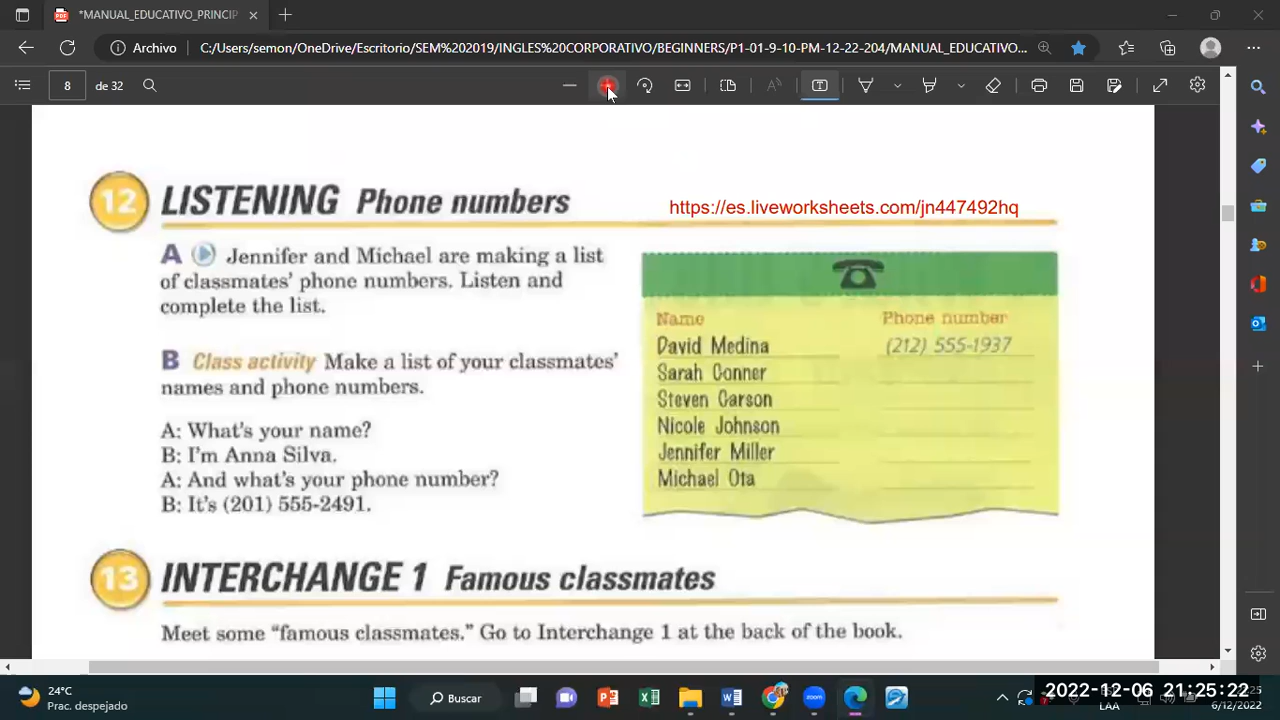 *MANUAL_EDUCATIVO_PRINCIP
Archivo
C:/Users/semon/OneDrive/Escritorio/SEM%202019/INGLES%20CORPORATIVO/BEGINNERS/P1-01-9-10-PM-12-22-204/MANUAL_EDUCATIVO...
8 de 32
12 LISTENING Phone numbers
https://es.liveworksheets.com/jn447492hq
A Jennifer and Michael are making a list
of classmates' phone numbers. Listen and
complete the list.
B Class activity Make a list of your classmates'
names and phone numbers.
A: What's your name?
B: I'm Anna Silva.
A: And what's your phone number?
B: It's (201) 555-2491.
Name Phone number
David Medina (212) 555-1937
Sarah Conner
Steven Carson
Nicole Johnson
Jennifer Miller
Michael Ota
13 INTERCHANGE 1 Famous classmates
Meet some "famous classmates." Go to Interchange 1 at the back of the book.
24°C
Prac. despejado
Buscar
LAA
2022-12-06 21:25:22
6/12/2022